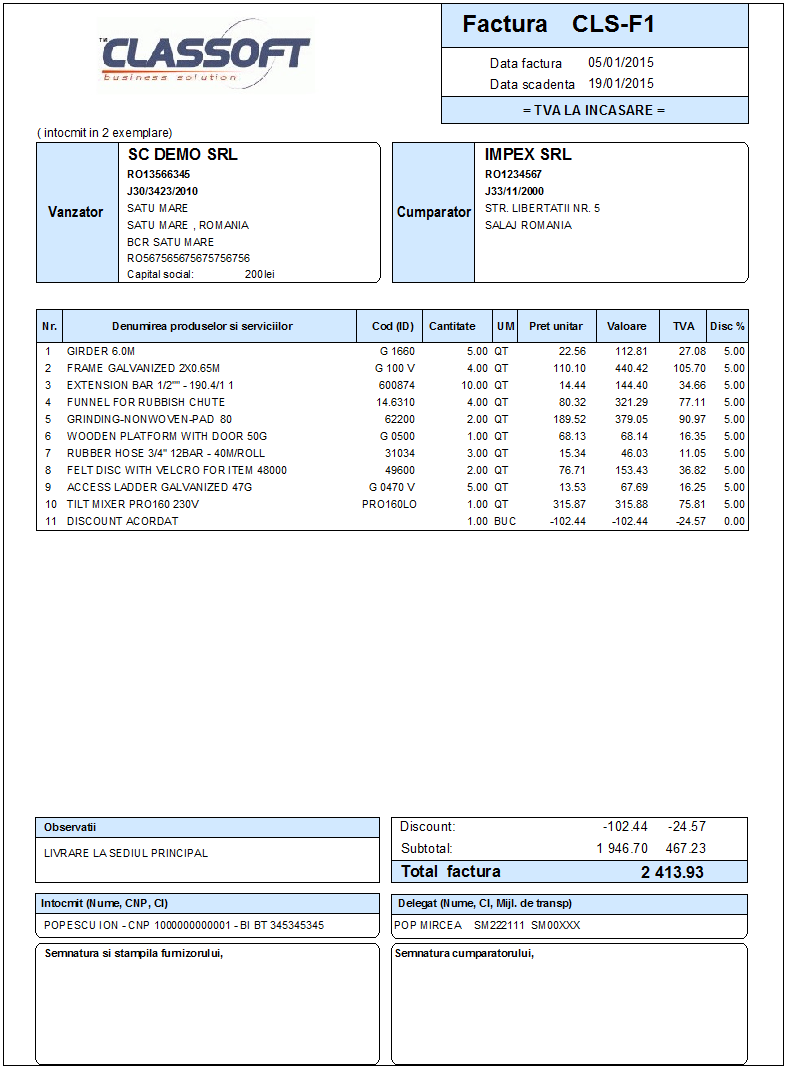 TM CLASSOFT
business solution
Factura CLS-F1
Data factura 05/01/2015
Data scadenta 19/01/2015
= TVA LA INCASARE =
( intocmit in 2 exemplare)
Vanzator
SC DEMO SRL
RO13566345
J30/3423/2010
SATU MARE
SATU MARE , ROMANIA
BCR SATU MARE
RO567565675675756756
Capital social: 200lei
Cumparator
IMPEX SRL
RO1234567
J33/11/2000
STR. LIBERTATII NR. 5
SALAJ ROMANIA
Nr. Denumirea produselor si serviciilor Cod (ID) Cantitate UM Pret unitar Valoare TVA Disc %
1 GIRDER 6.0M G 1660 5.00 QT 22.56 112.81 27.08 5.00
2 FRAME GALVANIZED 2X0.65M G 100 V 4.00 QT 110.10 440.42 105.70 5.00
3 EXTENSION BAR 1/2"" - 190.4/1 1 600874 10.00 QT 14.44 144.40 34.66 5.00
4 FUNNEL FOR RUBBISH CHUTE 14.6310 4.00 QT 80.32 321.29 77.11 5.00
5 GRINDING-NONWOVEN-PAD 80 62200 2.00 QT 189.52 379.05 90.97 5.00
6 WOODEN PLATFORM WITH DOOR 50G G 0500 1.00 QT 68.13 68.14 16.35 5.00
7 RUBBER HOSE 3/4" 12BAR - 40M/ROLL 31034 3.00 QT 15.34 46.03 11.05 5.00
8 FELT DISC WITH VELCRO FOR ITEM 48000 49600 2.00 QT 76.71 153.43 36.82 5.00
9 ACCESS LADDER GALVANIZED 47G G 0470 V 5.00 QT 13.53 67.69 16.25 5.00
10 TILT MIXER PRO160 230V PRO160LO 1.00 QT 315.87 315.88 75.81 5.00
11 DISCOUNT ACORDAT 1.00 BUC -102.44 -102.44 -24.57 0.00
Observatii
LIVRARE LA SEDIUL PRINCIPAL
Discount: -102.44 -24.57
Subtotal: 1 946.70 467.23
Total factura 2 413.93
Intocmit (Nume, CNP, CI)
POPESCU ION - CNP 1000000000001 - BI BT 345345345
Delegat (Nume, CI, Mijl. de transp)
POP MIRCEA SM222111 SM00XXX
Semnatura si stampila furnizorului,
Semnatura cumparatorului,